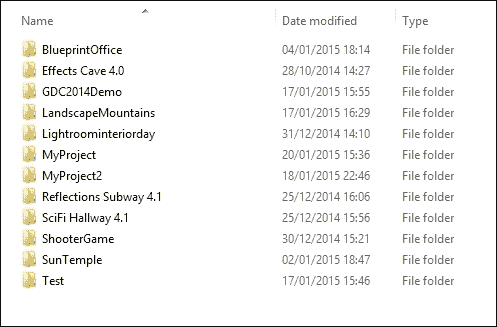 Name Date modified Type
BlueprintOffice 04/01/2015 18:14 File folder
Effects Cave 4.0 28/10/2014 14:27 File folder
GDC2014Demo 17/01/2015 15:55 File folder
LandscapeMountains 17/01/2015 16:29 File folder
Lightroominteriorday 31/12/2014 14:10 File folder
MyProject 20/01/2015 15:36 File folder
MyProject2 18/01/2015 22:46 File folder
Reflections Subway 4.1 25/12/2014 16:06 File folder
SciFi Hallway 4.1 25/12/2014 15:56 File folder
ShooterGame 30/12/2014 15:21 File folder
SunTemple 02/01/2015 18:47 File folder
Test 17/01/2015 15:46 File folder